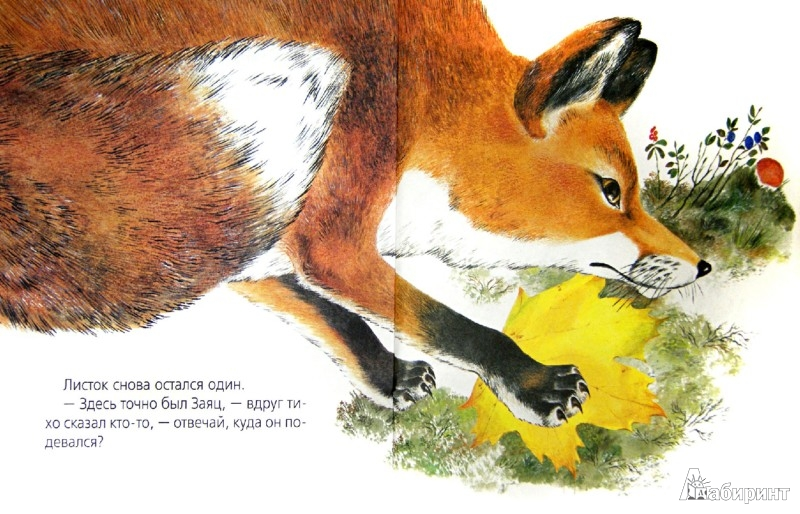 Листок снова остался один.
— Здесь точно был Заяц, — вдруг ти-
хо сказал кто-то, — отвечай, куда он по-
девался?
Лабиринт